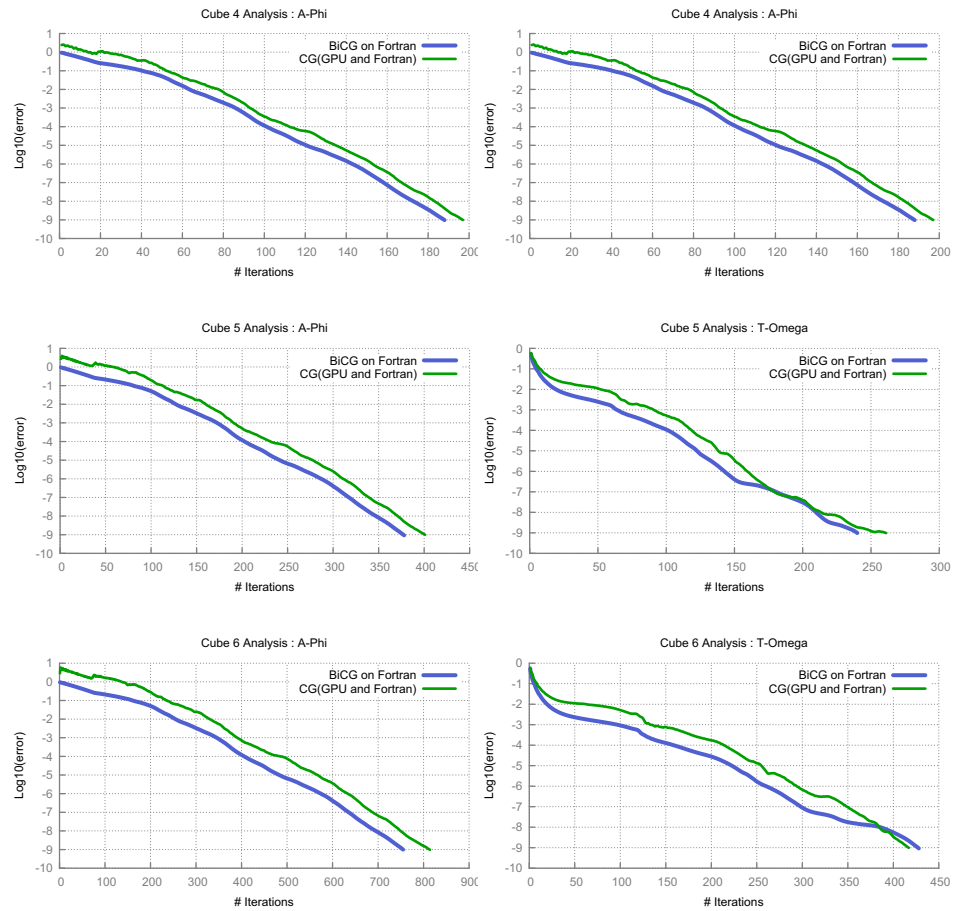 Cube 4 Analysis : A-Phi
BiCG on Fortran
CG(GPU and Fortran)
Log10(error)
1
0
-1
-2
-3
-4
-5
-6
-7
-8
-9
-10
0 20 40 60 80 100 120 140 160 180 200
# Iterations
Cube 4 Analysis : A-Phi
BiCG on Fortran
CG(GPU and Fortran)
Log10(error)
1
0
-1
-2
-3
-4
-5
-6
-7
-8
-9
-10
0 20 40 60 80 100 120 140 160 180 200
# Iterations
Cube 5 Analysis : A-Phi
BiCG on Fortran
CG(GPU and Fortran)
Log10(error)
1
0
-1
-2
-3
-4
-5
-6
-7
-8
-9
-10
0 50 100 150 200 250 300 350 400 450
# Iterations
Cube 5 Analysis : T-Omega
BiCG on Fortran
CG(GPU and Fortran)
Log10(error)
0
-1
-2
-3
-4
-5
-6
-7
-8
-9
-10
0 50 100 150 200 250 300
# Iterations
Cube 6 Analysis : A-Phi
BiCG on Fortran
CG(GPU and Fortran)
Log10(error)
1
0
-1
-2
-3
-4
-5
-6
-7
-8
-9
-10
0 100 200 300 400 500 600 700 800 900
# Iterations
Cube 6 Analysis : T-Omega
BiCG on Fortran
CG(GPU and Fortran)
Log10(error)
0
-1
-2
-3
-4
-5
-6
-7
-8
-9
-10
0 50 100 150 200 250 300 350 400 450
# Iterations